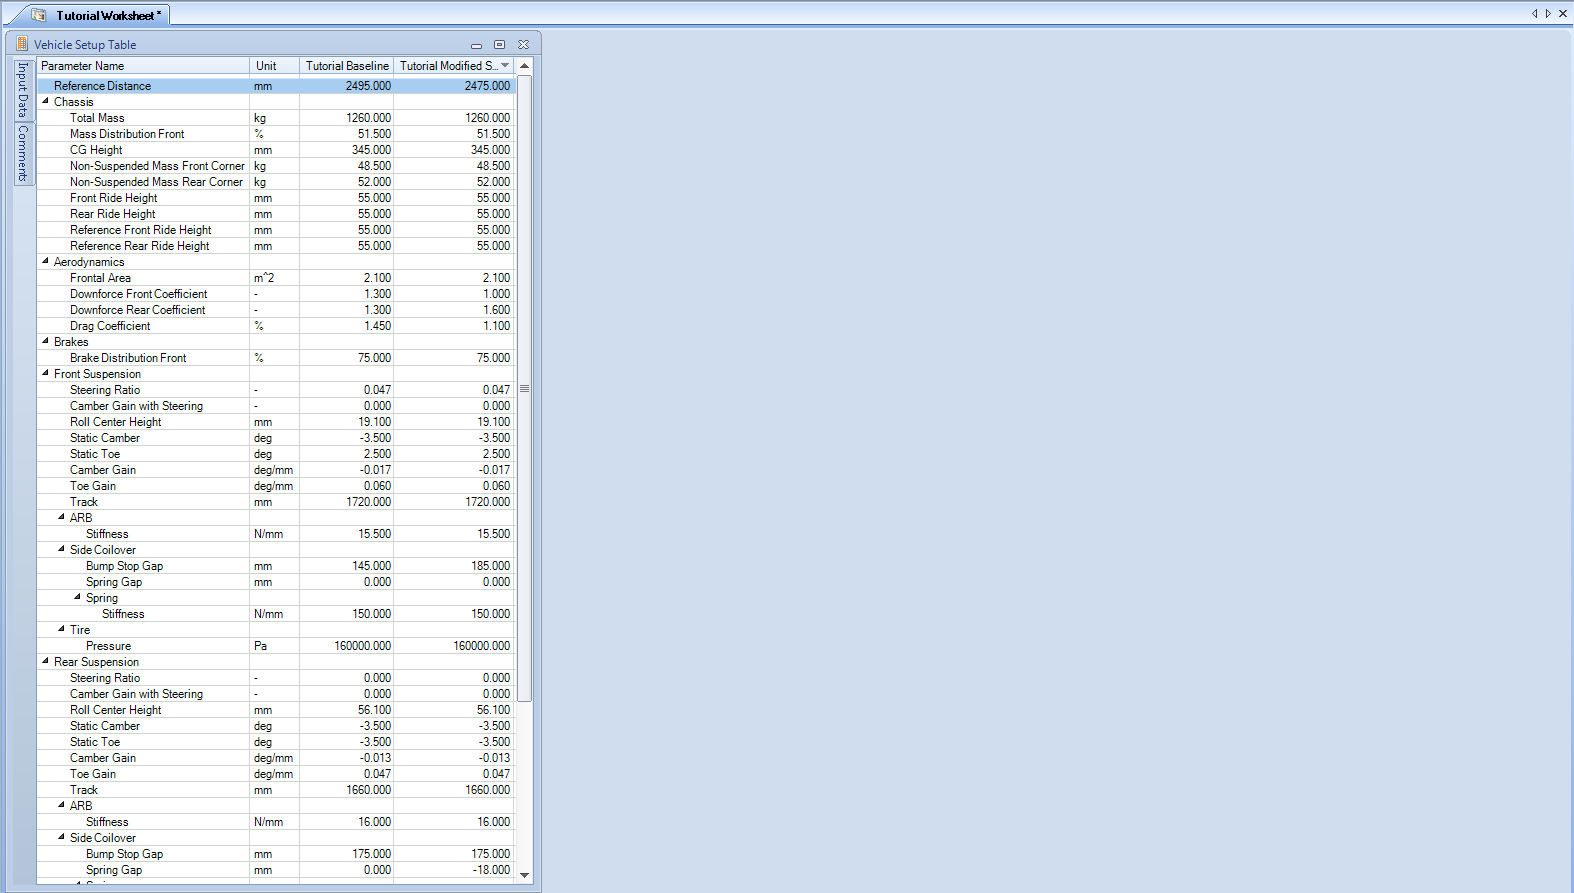 Tutorial Worksheet *
Vehicle Setup Table
Input Data
Comments
Parameter Name Unit Tutorial Baseline Tutorial Modified S...
Reference Distance mm 2495.000 2475.000
Chassis
Total Mass kg 1260.000 1260.000
Mass Distribution Front % 51.500 51.500
CG Height mm 345.000 345.000
Non-Suspended Mass Front Corner kg 48.500 48.500
Non-Suspended Mass Rear Corner kg 52.000 52.000
Front Ride Height mm 55.000 55.000
Rear Ride Height mm 55.000 55.000
Reference Front Ride Height mm 55.000 55.000
Reference Rear Ride Height mm 55.000 55.000
Aerodynamics
Frontal Area m^2 2.100 2.100
Downforce Front Coefficient - 1.300 1.000
Downforce Rear Coefficient - 1.300 1.600
Drag Coefficient % 1.450 1.100
Brakes
Brake Distribution Front % 75.000 75.000
Front Suspension
Steering Ratio - 0.047 0.047
Camber Gain with Steering - 0.000 0.000
Roll Center Height mm 19.100 19.100
Static Camber deg -3.500 -3.500
Static Toe deg 2.500 2.500
Camber Gain deg/mm -0.017 -0.017
Toe Gain deg/mm 0.060 0.060
Track mm 1720.000 1720.000
ARB
Stiffness N/mm 15.500 15.500
Side Coilover
Bump Stop Gap mm 145.000 185.000
Spring Gap mm 0.000 0.000
Spring
Stiffness N/mm 150.000 150.000
Tire
Pressure Pa 160000.000 160000.000
Rear Suspension
Steering Ratio - 0.000 0.000
Camber Gain with Steering - 0.000 0.000
Roll Center Height mm 56.100 56.100
Static Camber deg -3.500 -3.500
Static Toe deg -3.500 -3.500
Camber Gain deg/mm -0.013 -0.013
Toe Gain deg/mm 0.047 0.047
Track mm 1660.000 1660.000
ARB
Stiffness N/mm 16.000 16.000
Side Coilover
Bump Stop Gap mm 175.000 175.000
Spring Gap mm 0.000 -18.000